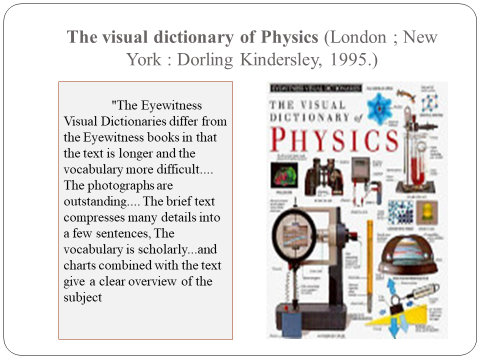 The visual dictionary of Physics (London ; New
York : Dorling Kindersley, 1995.)
"The Eyewitness
Visual Dictionaries differ from
the Eyewitness books in that
the text is longer and the
vocabulary more difficult....
The photographs are
outstanding.... The brief text
compresses many details into
a few sentences, The
vocabulary is scholarly...and
charts combined with the text
give a clear overview of the
subject
EYEWITNESS VISUAL DICTIONARIES
THE VISUAL
DICTIONARY of
PHYSICS